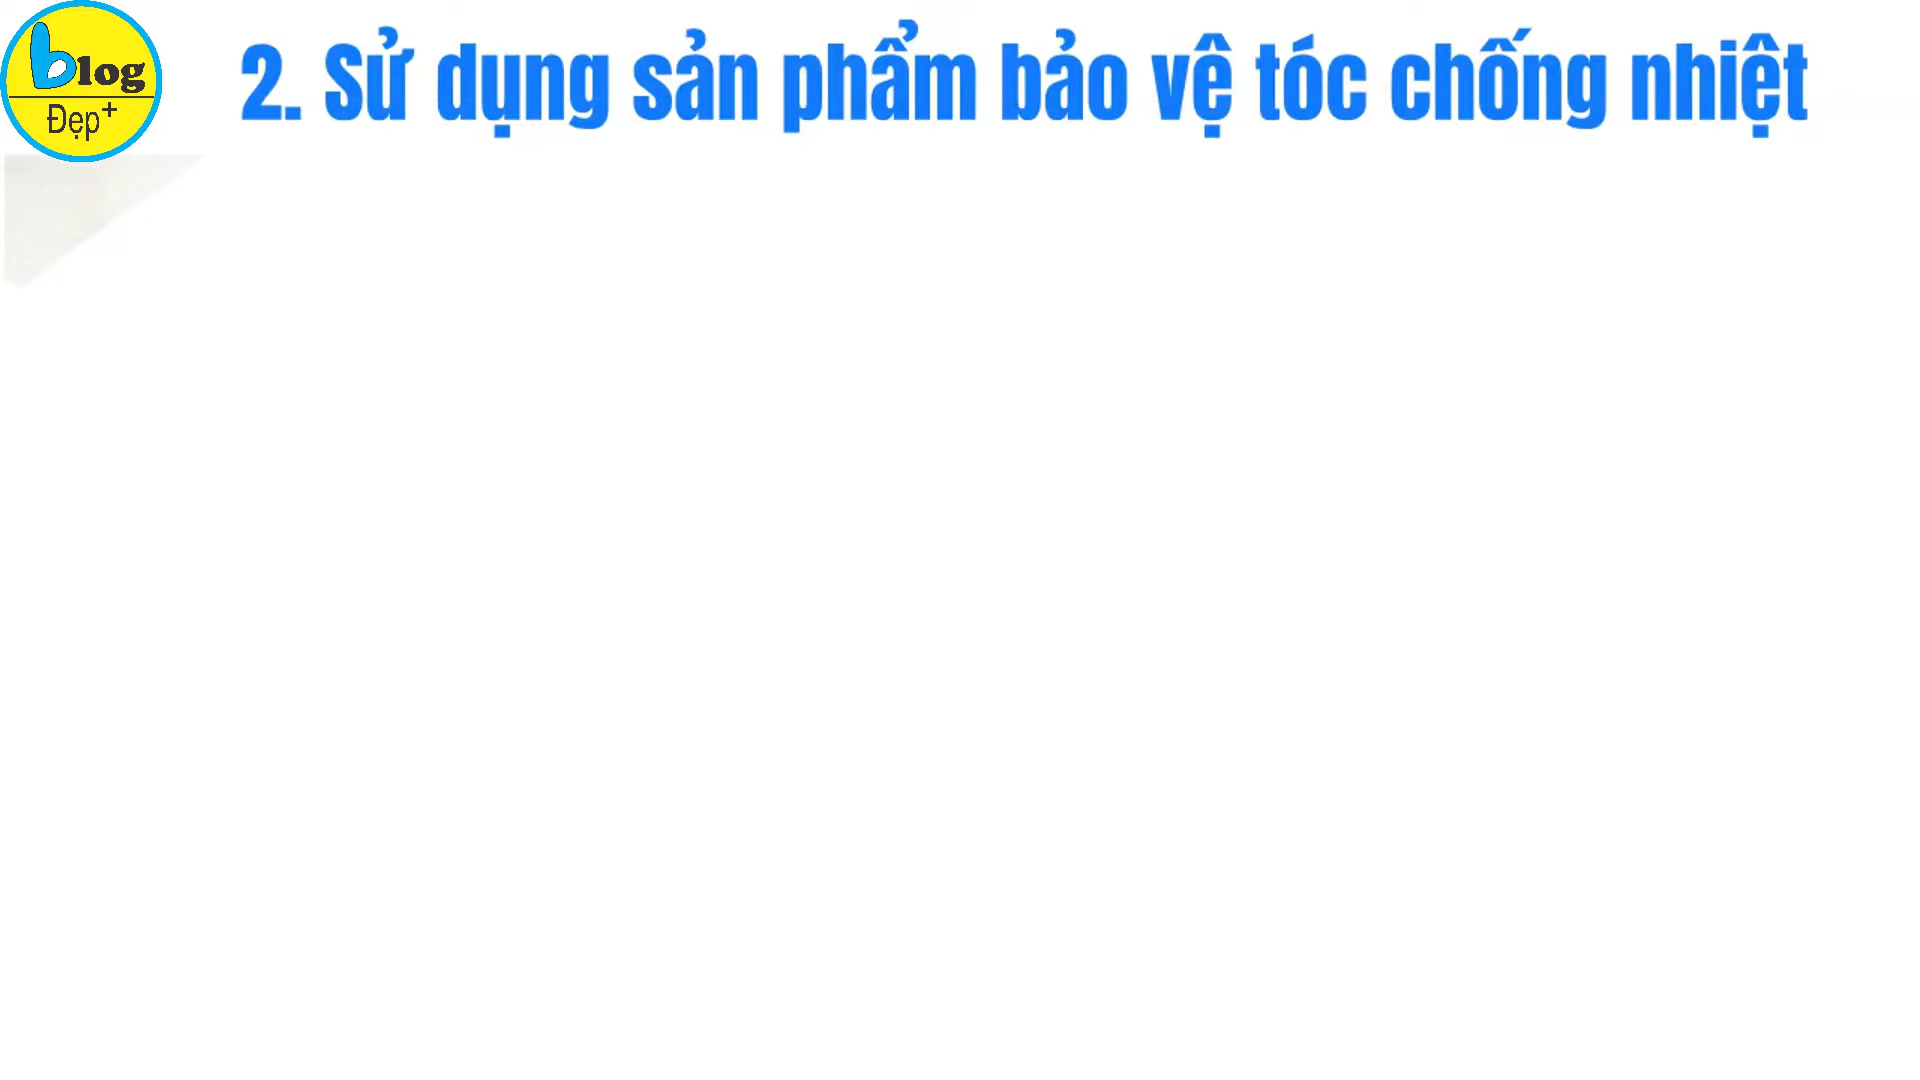 blog
Đẹp+
2. Sử dụng sản phẩm bảo vệ tóc chống nhiệt